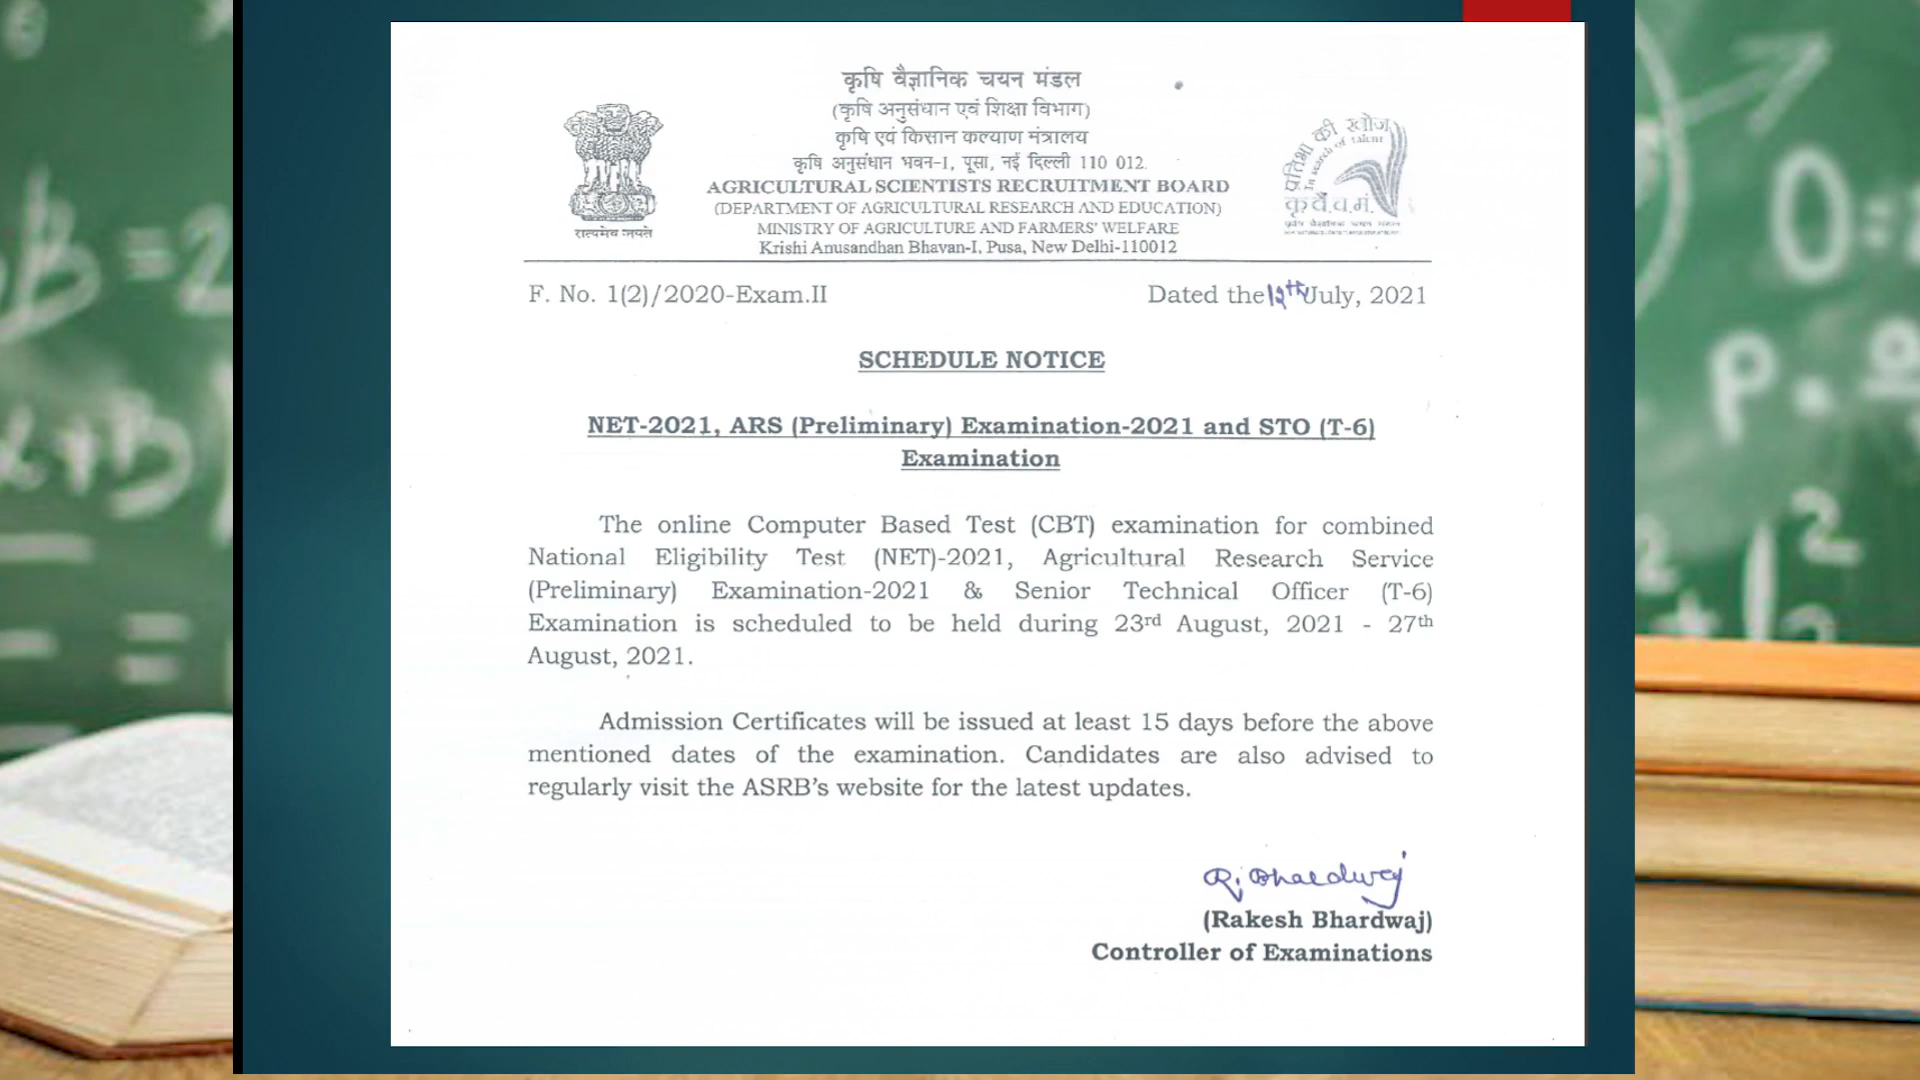 कृषि वैज्ञानिक चयन मंडल
(कृषि अनुसंधान एवं शिक्षा विभाग)
कृषि एवं किसान कल्याण मंत्रालय
कृषि अनुसंधान भवन-I, पूसा, नई दिल्ली 110 012.
AGRICULTURAL SCIENTISTS RECRUITMENT BOARD
(DEPARTMENT OF AGRICULTURAL RESEARCH AND EDUCATION)
MINISTRY OF AGRICULTURE AND FARMERS' WELFARE
Krishi Anusandhan Bhavan-I, Pusa, New Delhi-110012
सत्यमेव जयते
प्रतिभा की खोज
In search of talent
कृ.वै.च.मं.
F. No. 1(2)/2020-Exam.II
Dated the 12th July, 2021
SCHEDULE NOTICE
NET-2021, ARS (Preliminary) Examination-2021 and STO (T-6)
Examination
The online Computer Based Test (CBT) examination for combined
National Eligibility Test (NET)-2021, Agricultural Research Service
(Preliminary) Examination-2021 & Senior Technical Officer (T-6)
Examination is scheduled to be held during 23rd August, 2021 - 27th
August, 2021.
Admission Certificates will be issued at least 15 days before the above
mentioned dates of the examination. Candidates are also advised to
regularly visit the ASRB's website for the latest updates.
R. Bhardwaj
(Rakesh Bhardwaj)
Controller of Examinations